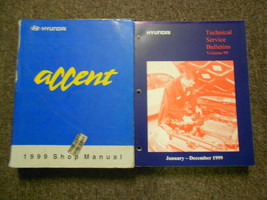 HYUNDAI
accent
1999 Shop Manual
HYUNDAI
Technical
Service
Bulletin
January - December 1999